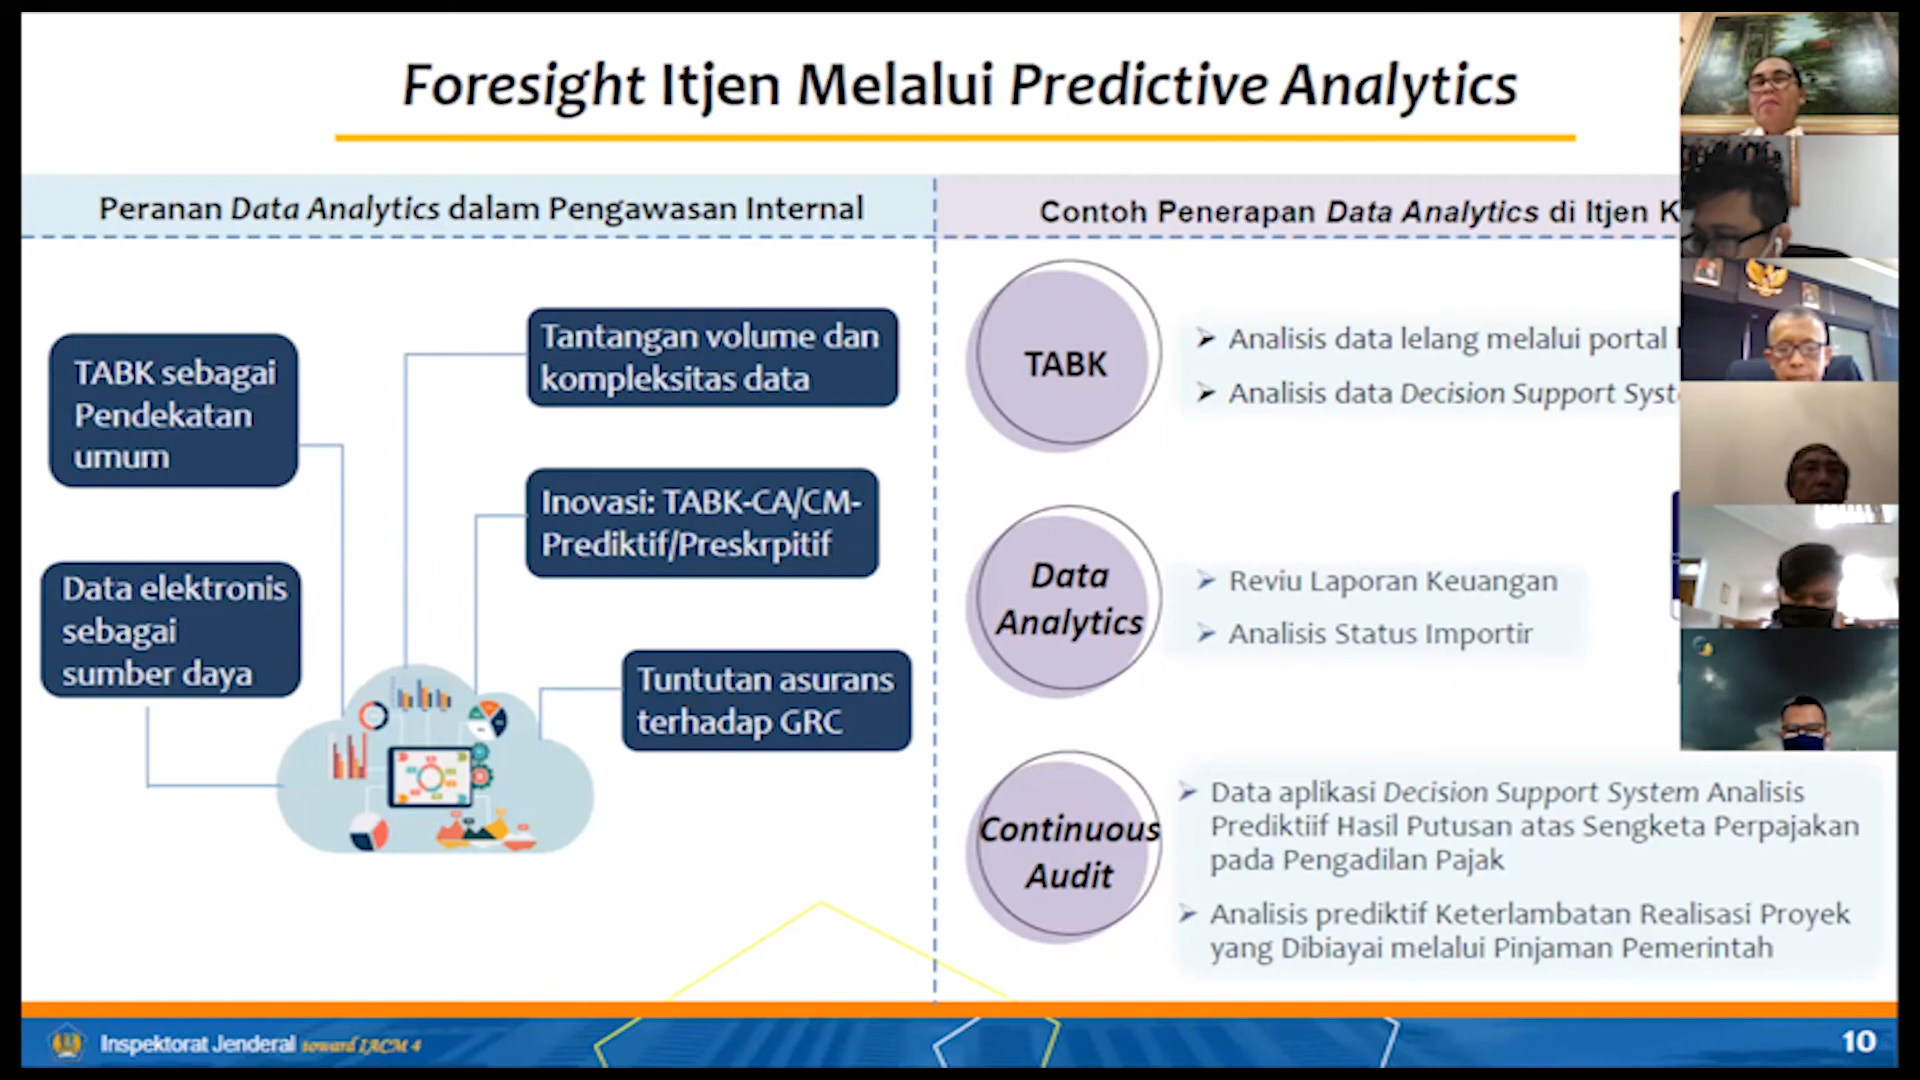 Foresight Itjen Melalui Predictive Analytics
Peranan Data Analytics dalam Pengawasan Internal
TABK sebagai
Pendekatan
umum
Data elektronis
sebagai
sumber daya
Tantangan volume dan
kompleksitas data
Inovasi: TABK-CA/CM-
Prediktif/Preskrpitif
Tuntutan asurans
terhadap GRC
Contoh Penerapan Data Analytics di Itjen K
TABK
➢ Analisis data lelang melalui portal
➢ Analisis data Decision Support Syst
Data
Analytics
➢ Reviu Laporan Keuangan
➢ Analisis Status Importir
Continuous
Audit
➢ Data aplikasi Decision Support System Analisis
Prediktiif Hasil Putusan atas Sengketa Perpajakan
pada Pengadilan Pajak
➢ Analisis prediktif Keterlambatan Realisasi Proyek
yang Dibiayai melalui Pinjaman Pemerintah
Inspektorat Jenderal toward IACM 4
10